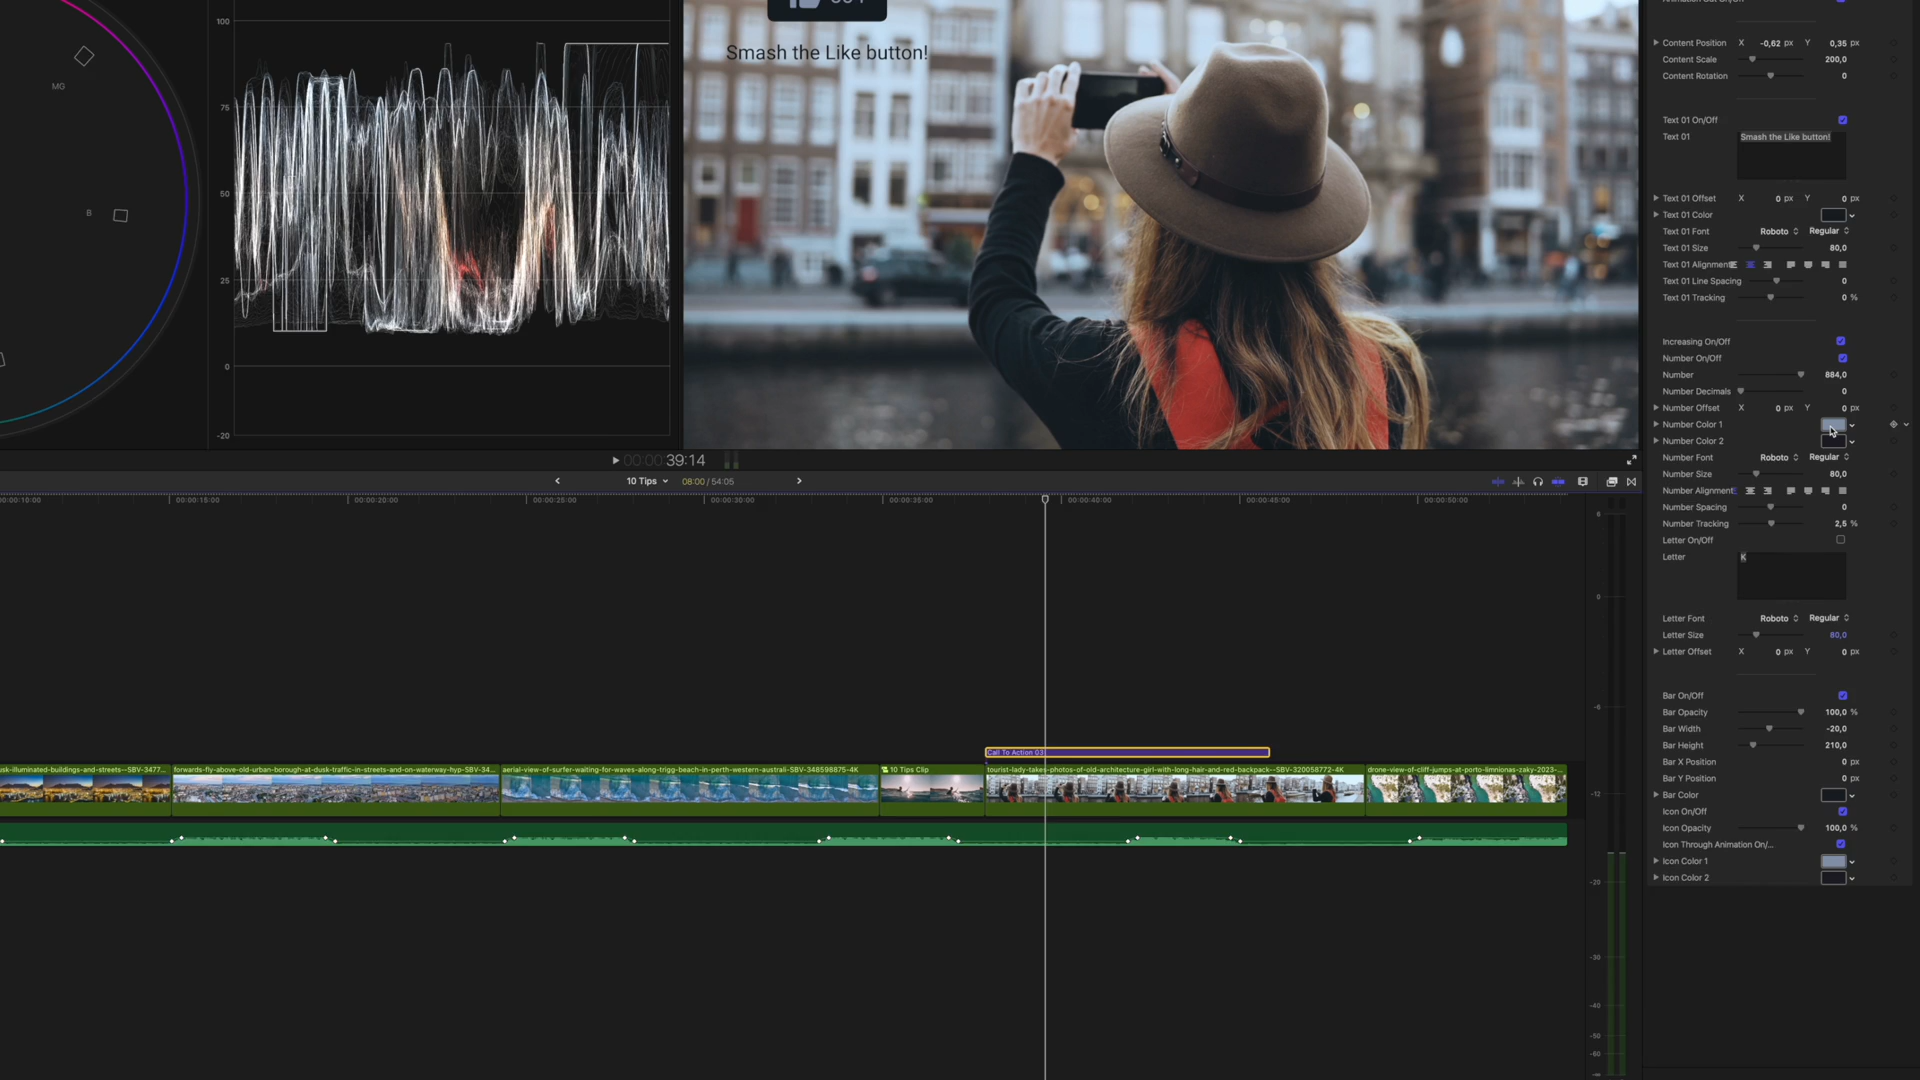 MG
B
100
75
50
25
0
-20
Smash the Like button!
Content Position X -0,62 px Y 0,35 px
Content Scale 200,0
Content Rotation 0
Text 01 On/Off
Text 01 Smash the Like button!
Text 01 Offset X 0 px Y 0 px
Text 01 Color
Text 01 Font Roboto Regular
Text 01 Size 80,0
Text 01 Alignment
Text 01 Line Spacing 0
Text 01 Tracking 0 %
Increasing On/Off
Number On/Off
Number 884,0
Number Decimals 0
Number Offset X 0 px Y 0 px
Number Color 1
Number Color 2
Number Font Roboto Regular
Number Size 80,0
Number Alignment
Number Spacing 0
Number Tracking 2,5 %
Letter On/Off
Letter K
Letter Font Roboto Regular
Letter Size 80,0
Letter Offset X 0 px Y 0 px
Bar On/Off
Bar Opacity 100,0 %
Bar Width -20,0
Bar Height 210,0
Bar X Position 0 px
Bar Y Position 0 px
Bar Color
Icon On/Off
Icon Opacity 100,0 %
Icon Through Animation On/...
Icon Color 1
Icon Color 2
00:00:39:14
10 Tips 08:00 / 54:05
00:00:10:00 00:00:15:00 00:00:20:00 00:00:25:00 00:00:30:00 00:00:35:00 00:00:40:00 00:00:45:00 00:00:50:00
Call To Action 03
usk-illuminated-buildings-and-streets--SBV-3477... forwards-fly-above-old-urban-borough-at-dusk-traffic-in-streets-and-on-waterway-hyp-SBV-34... aerial-view-of-surfer-waiting-for-waves-along-trigg-beach-in-perth-western-australi-SBV-348598875-4K 10 Tips Clip tourist-lady-takes-photos-of-old-architecture-girl-with-long-hair-and-red-backpack--SBV-320058772-4K drone-view-of-cliff-jumps-at-porto-limnionas-zaky-2023-...
6
0
-6
-12
-20
-30
-40
-50
-60
-∞